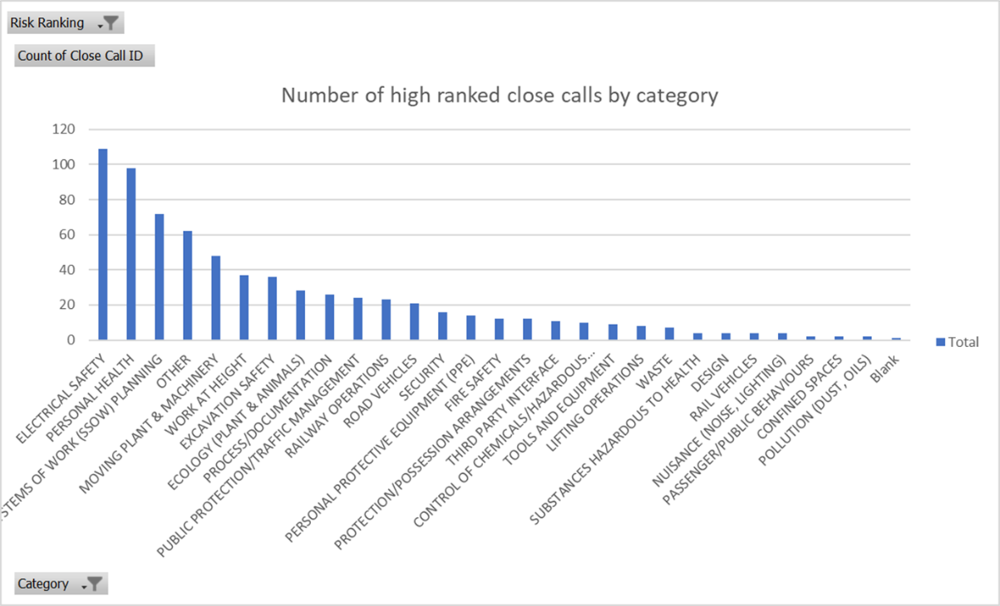 Risk Ranking
Count of Close Call ID
Number of high ranked close calls by category
120
100
80
60
40
20
0
ELECTRICAL SAFETY
PERSONAL HEALTH
STEMS OF WORK (SSOW) PLANNING
OTHER
MOVING PLANT & MACHINERY
WORK AT HEIGHT
EXCAVATION SAFETY
ECOLOGY (PLANT & ANIMALS)
PROCESS/DOCUMENTATION
PUBLIC PROTECTION/TRAFFIC MANAGEMENT
RAILWAY OPERATIONS
ROAD VEHICLES
SECURITY
PERSONAL PROTECTIVE EQUIPMENT (PPE)
FIRE SAFETY
PROTECTION/POSSESSION ARRANGEMENTS
THIRD PARTY INTERFACE
CONTROL OF CHEMICALS/HAZARDOUS…
TOOLS AND EQUIPMENT
LIFTING OPERATIONS
WASTE
SUBSTANCES HAZARDOUS TO HEALTH
DESIGN
RAIL VEHICLES
NUISANCE (NOISE, LIGHTING)
PASSENGER/PUBLIC BEHAVIOURS
CONFINED SPACES
POLLUTION (DUST, OILS)
Blank
Total
Category